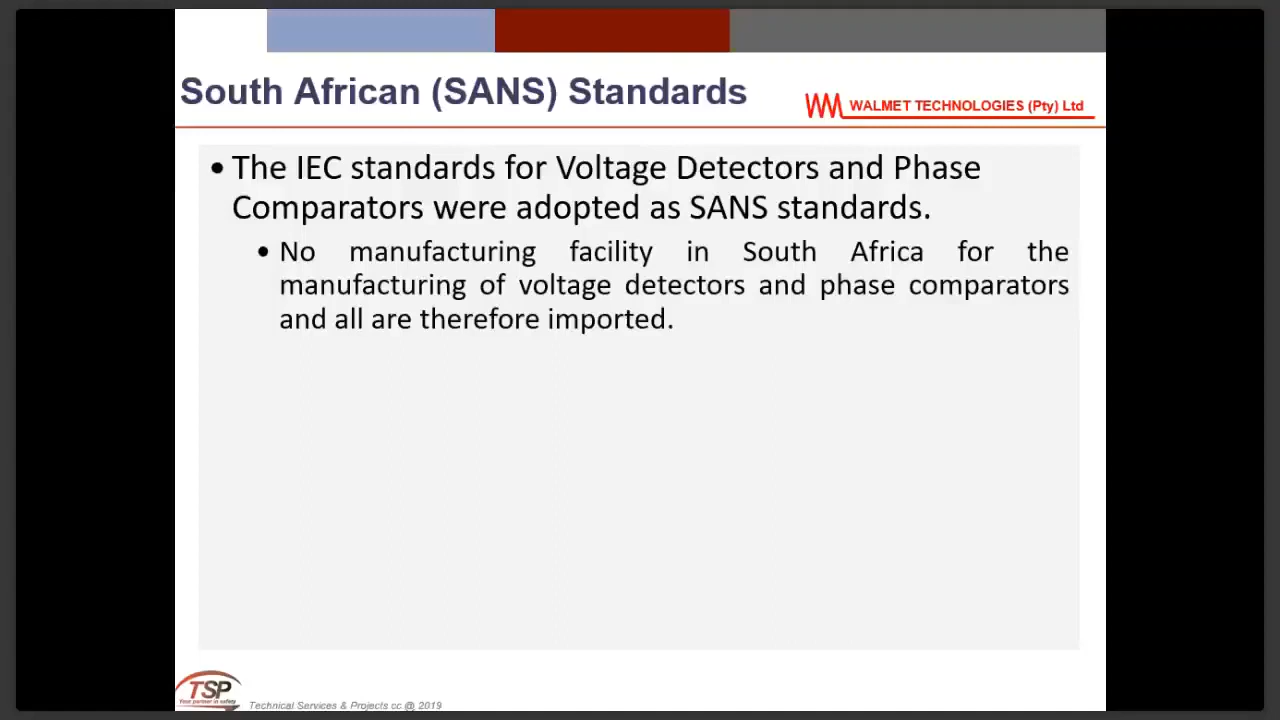 South African (SANS) Standards
WALMET TECHNOLOGIES (Pty) Ltd
• The IEC standards for Voltage Detectors and Phase
Comparators were adopted as SANS standards.
• No manufacturing facility in South Africa for the
manufacturing of voltage detectors and phase comparators
and all are therefore imported.
TSP
Your partner in safety
Technical Services & Projects cc @ 2019